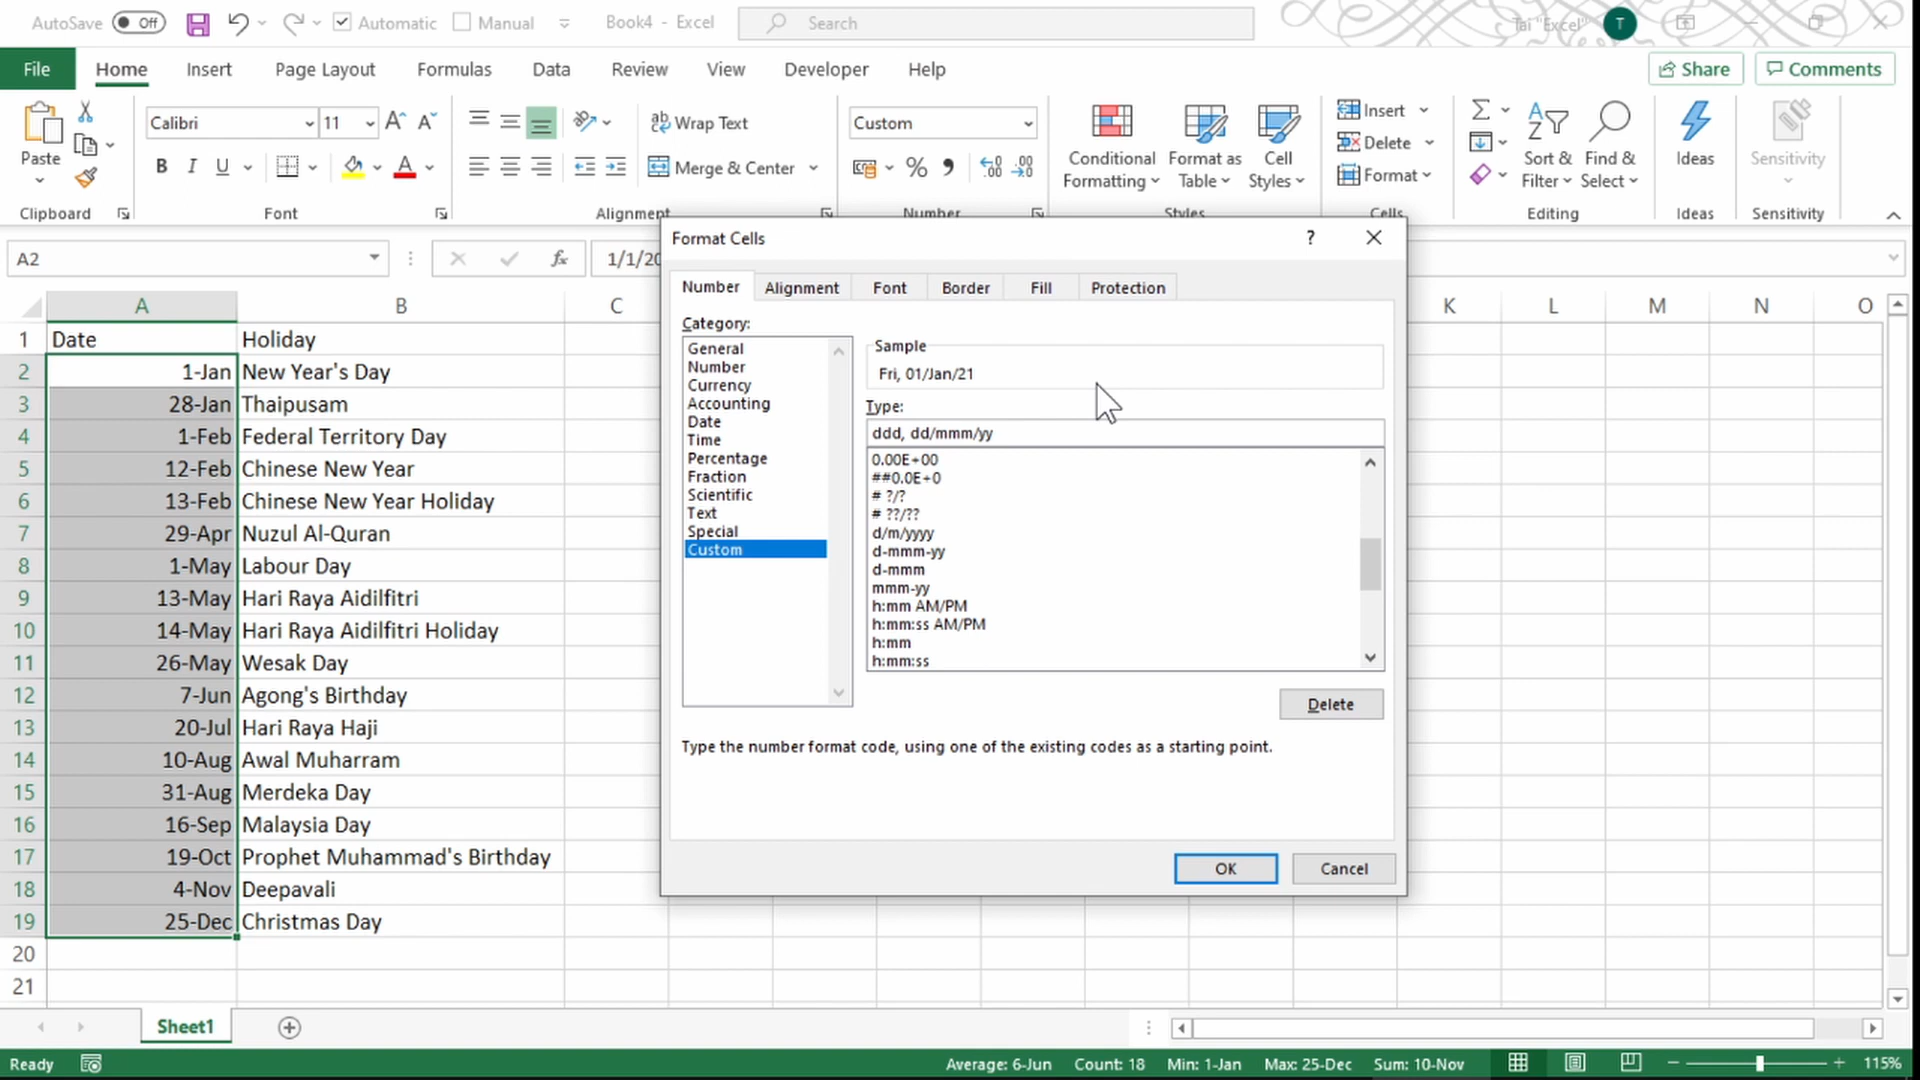 AutoSave Off Automatic Manual Book4 - Excel Search Tai "Excel" T
File Home Insert Page Layout Formulas Data Review View Developer Help Share Comments
Calibri 11 A A Wrap Text Custom Insert
Paste B I U A Merge & Center % , Conditional Formatting Format as Table Cell Styles Delete Format Sort & Filter Find & Select Ideas Sensitivity
Clipboard Font Alignment Number Styles Cells Editing Ideas Sensitivity
A2 fx 1/1/20
A B C K L M N O
1 Date Holiday
2 1-Jan New Year's Day
3 28-Jan Thaipusam
4 1-Feb Federal Territory Day
5 12-Feb Chinese New Year
6 13-Feb Chinese New Year Holiday
7 29-Apr Nuzul Al-Quran
8 1-May Labour Day
9 13-May Hari Raya Aidilfitri
10 14-May Hari Raya Aidilfitri Holiday
11 26-May Wesak Day
12 7-Jun Agong's Birthday
13 20-Jul Hari Raya Haji
14 10-Aug Awal Muharram
15 31-Aug Merdeka Day
16 16-Sep Malaysia Day
17 19-Oct Prophet Muhammad's Birthday
18 4-Nov Deepavali
19 25-Dec Christmas Day
20
21
Format Cells ?
Number Alignment Font Border Fill Protection
Category:
General
Number
Currency
Accounting
Date
Time
Percentage
Fraction
Scientific
Text
Special
Custom
Sample
Fri, 01/Jan/21
Type:
ddd, dd/mmm/yy
0.00E+00
##0.0E+0
# ?/?
# ??/??
d/m/yyyy
d-mmm-yy
d-mmm
mmm-yy
h:mm AM/PM
h:mm:ss AM/PM
h:mm
h:mm:ss
Delete
Type the number format code, using one of the existing codes as a starting point.
OK Cancel
Sheet1
Ready Average: 6-Jun Count: 18 Min: 1-Jan Max: 25-Dec Sum: 10-Nov 115%